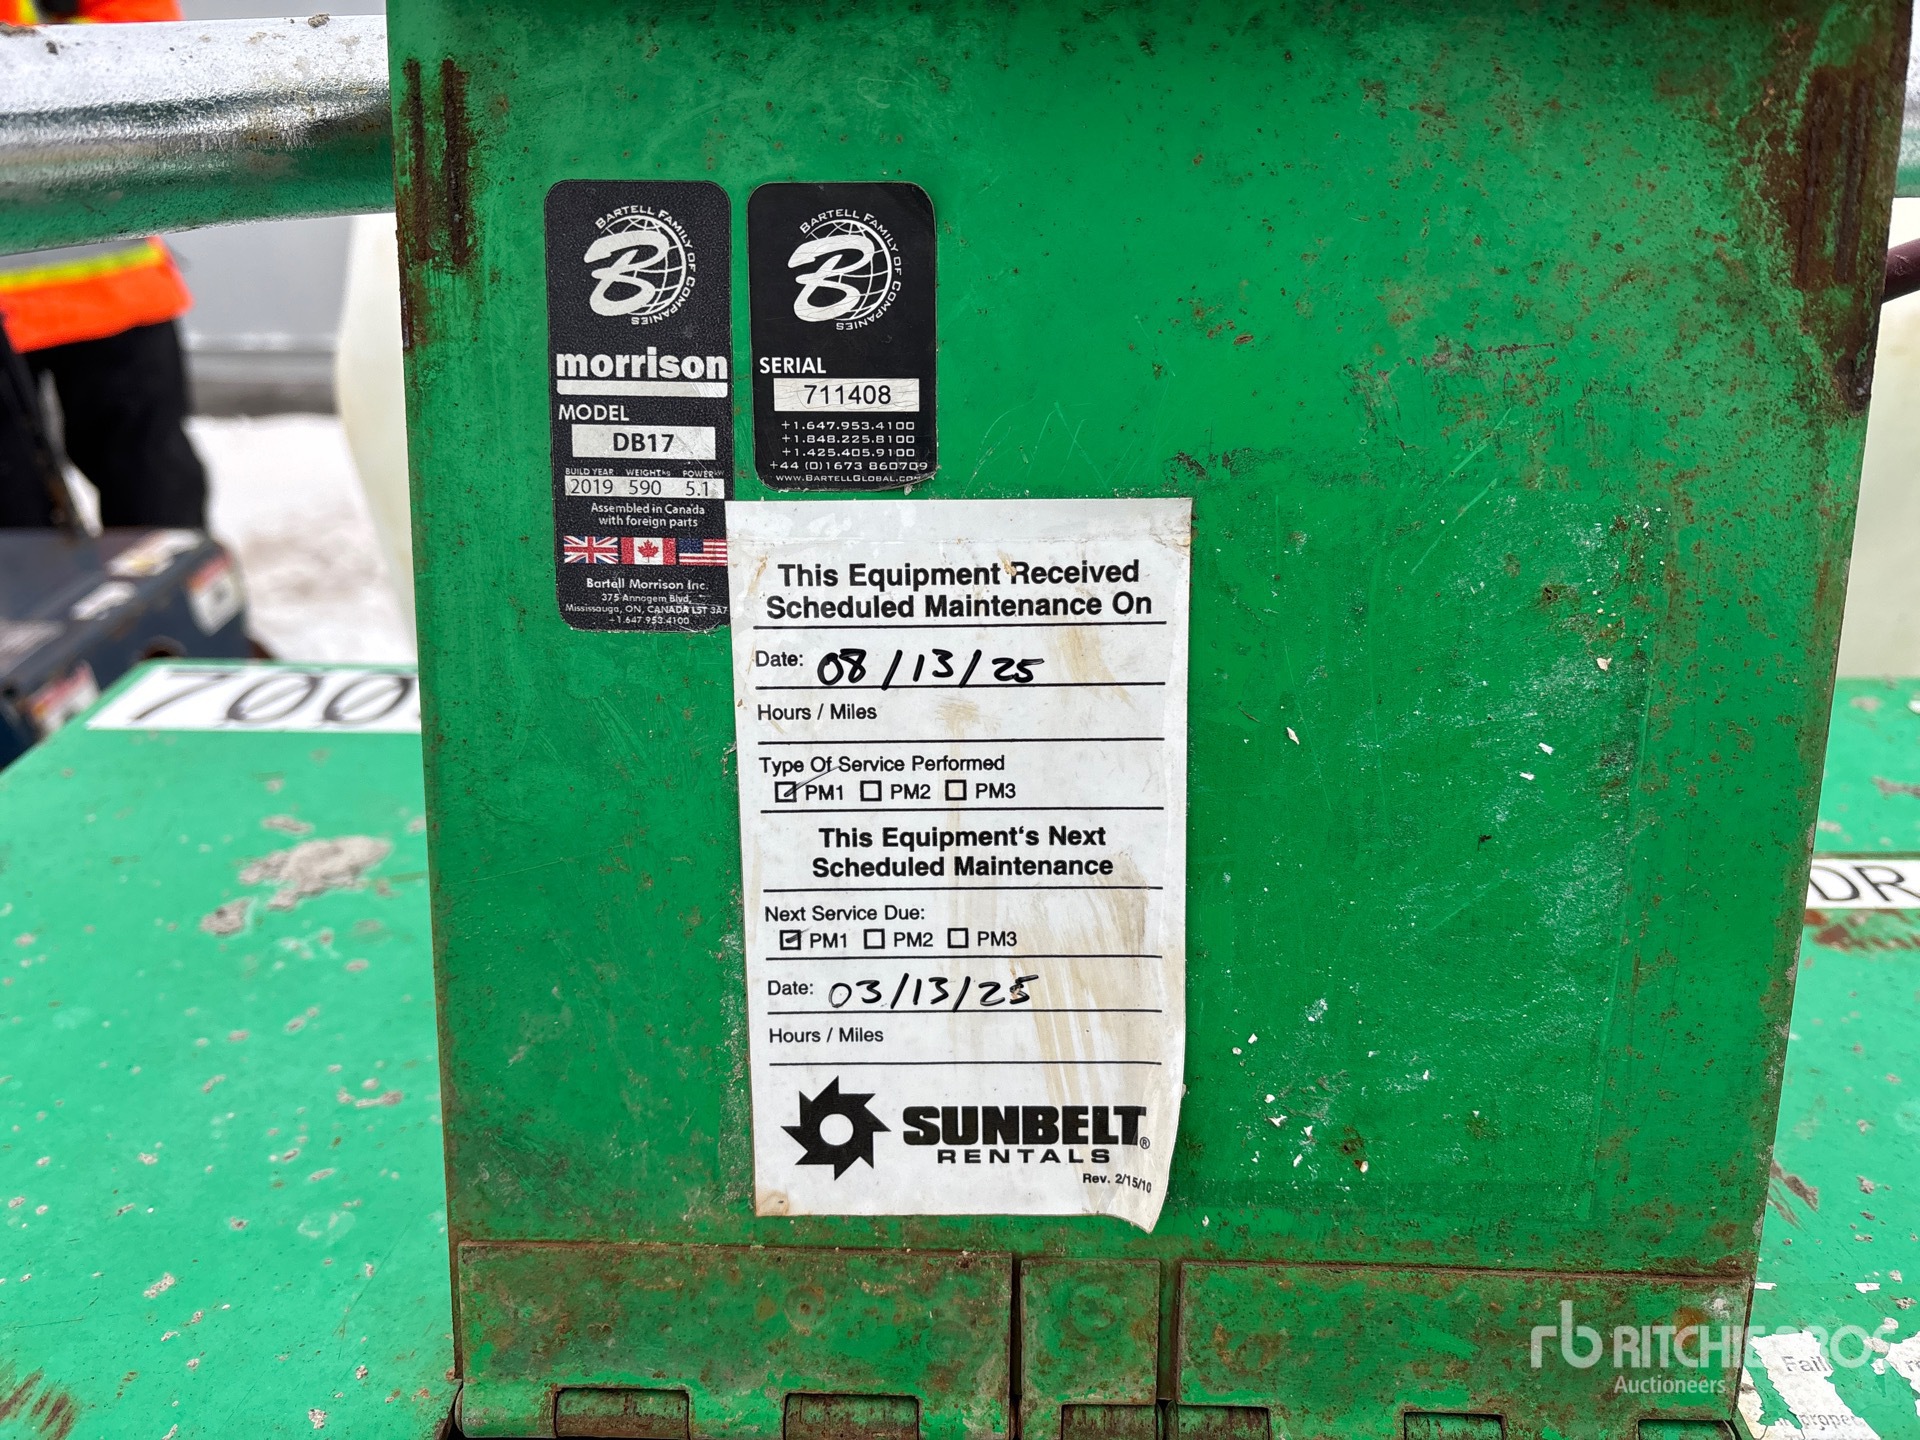 BARTELL FAMILY OF COMPANIES
B
morrison
MODEL
DB17
BUILD YEAR WEIGHT kg POWER kW
2019 590 5.1
Assembled in Canada
with foreign parts
Bartell Morrison Inc.
375 Annagem Blvd,
Mississauga, ON, CANADA L5T 3A7
+1.647.953.4100
BARTELL FAMILY OF COMPANIES
B
SERIAL
711408
+1.647.953.4100
+1.848.225.8100
+1.425.405.9100
+44 (0)1673 860709
www.BartellGlobal.com
This Equipment Received
Scheduled Maintenance On
Date: 08/13/25
Hours / Miles
Type Of Service Performed
PM1 PM2 PM3
This Equipment's Next
Scheduled Maintenance
Next Service Due:
PM1 PM2 PM3
Date: 03/13/25
Hours / Miles
SUNBELT®
RENTALS
Rev. 2/15/10
700
DR
rb RITCHIE BROS
Auctioneers